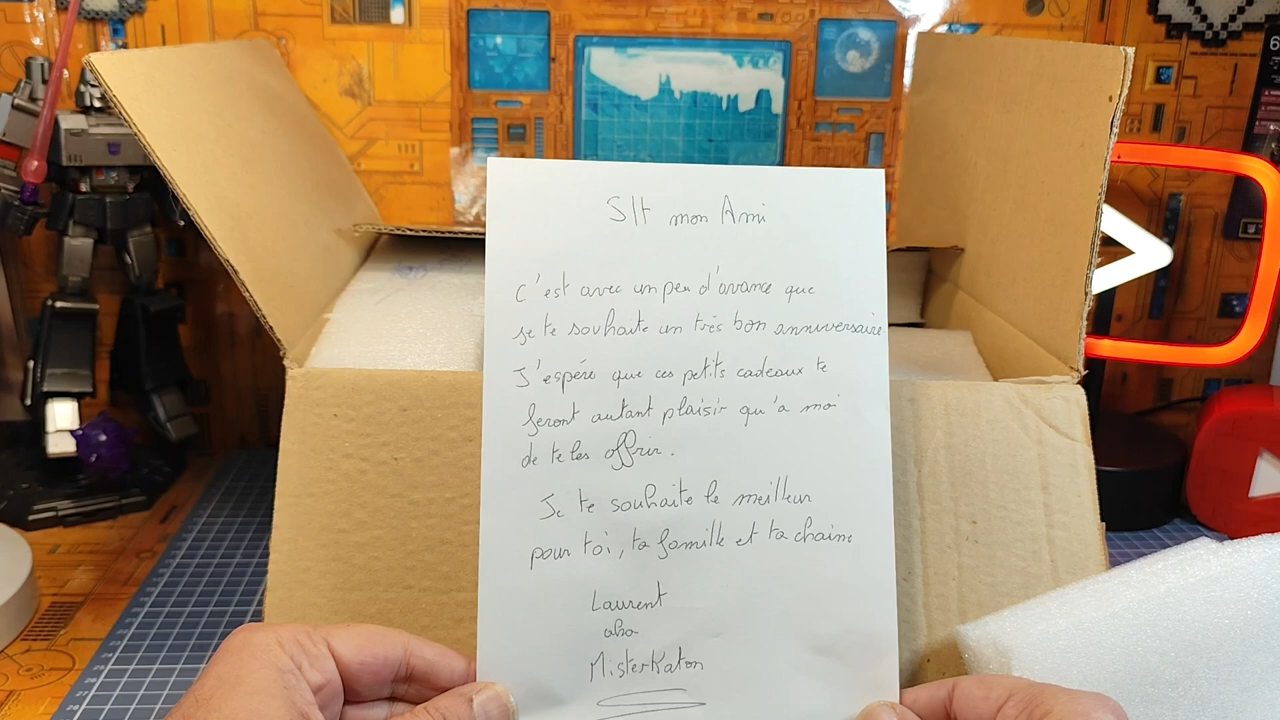 Slt mon Ami
C'est avec un peu d'avance que
je te souhaite un très bon anniversaire
J'espère que ces petits cadeaux te
feront autant plaisir qu'a moi
de te les offrir.
Je te souhaite le meilleur
pour toi, ta famille et ta chaine
Laurent
aka
MisterKaton